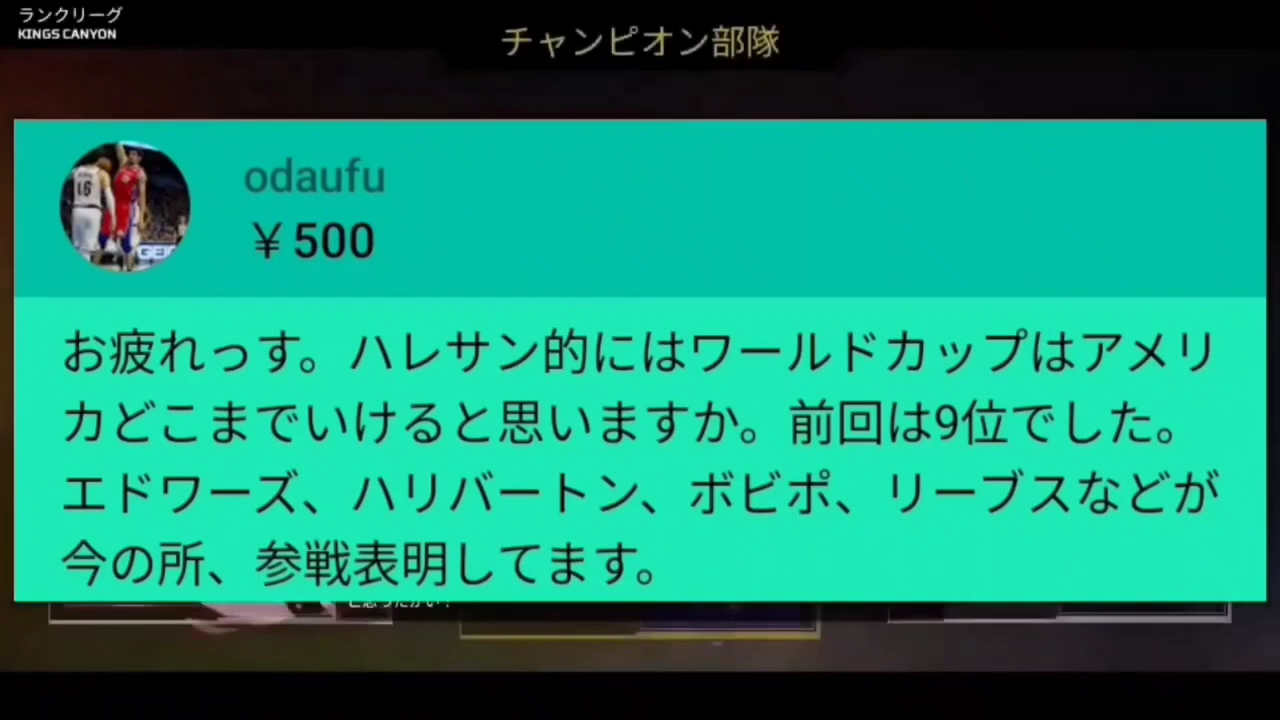 ランクリーグ
KINGS CANYON
チャンピオン部隊
odaufu
￥500
お疲れっす。ハレサン的にはワールドカップはアメリ
カどこまでいけると思いますか。前回は9位でした。
エドワーズ、ハリバートン、ボビポ、リーブスなどが
今の所、参戦表明してます。